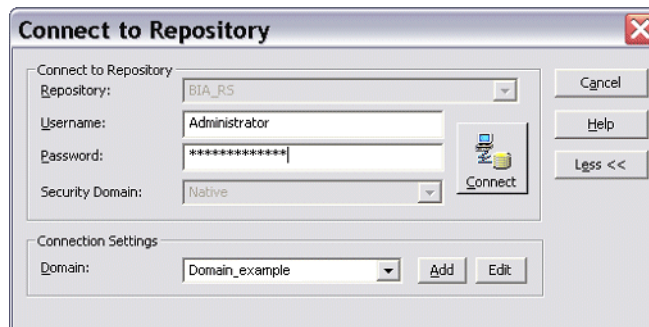 Connect to Repository
Connect to Repository
Repository:
BIA_RS
Username:
Administrator
Password:
*************
Security Domain:
Native
Connect
Cancel
Help
Less <<
Connection Settings
Domain:
Domain_example
Add
Edit